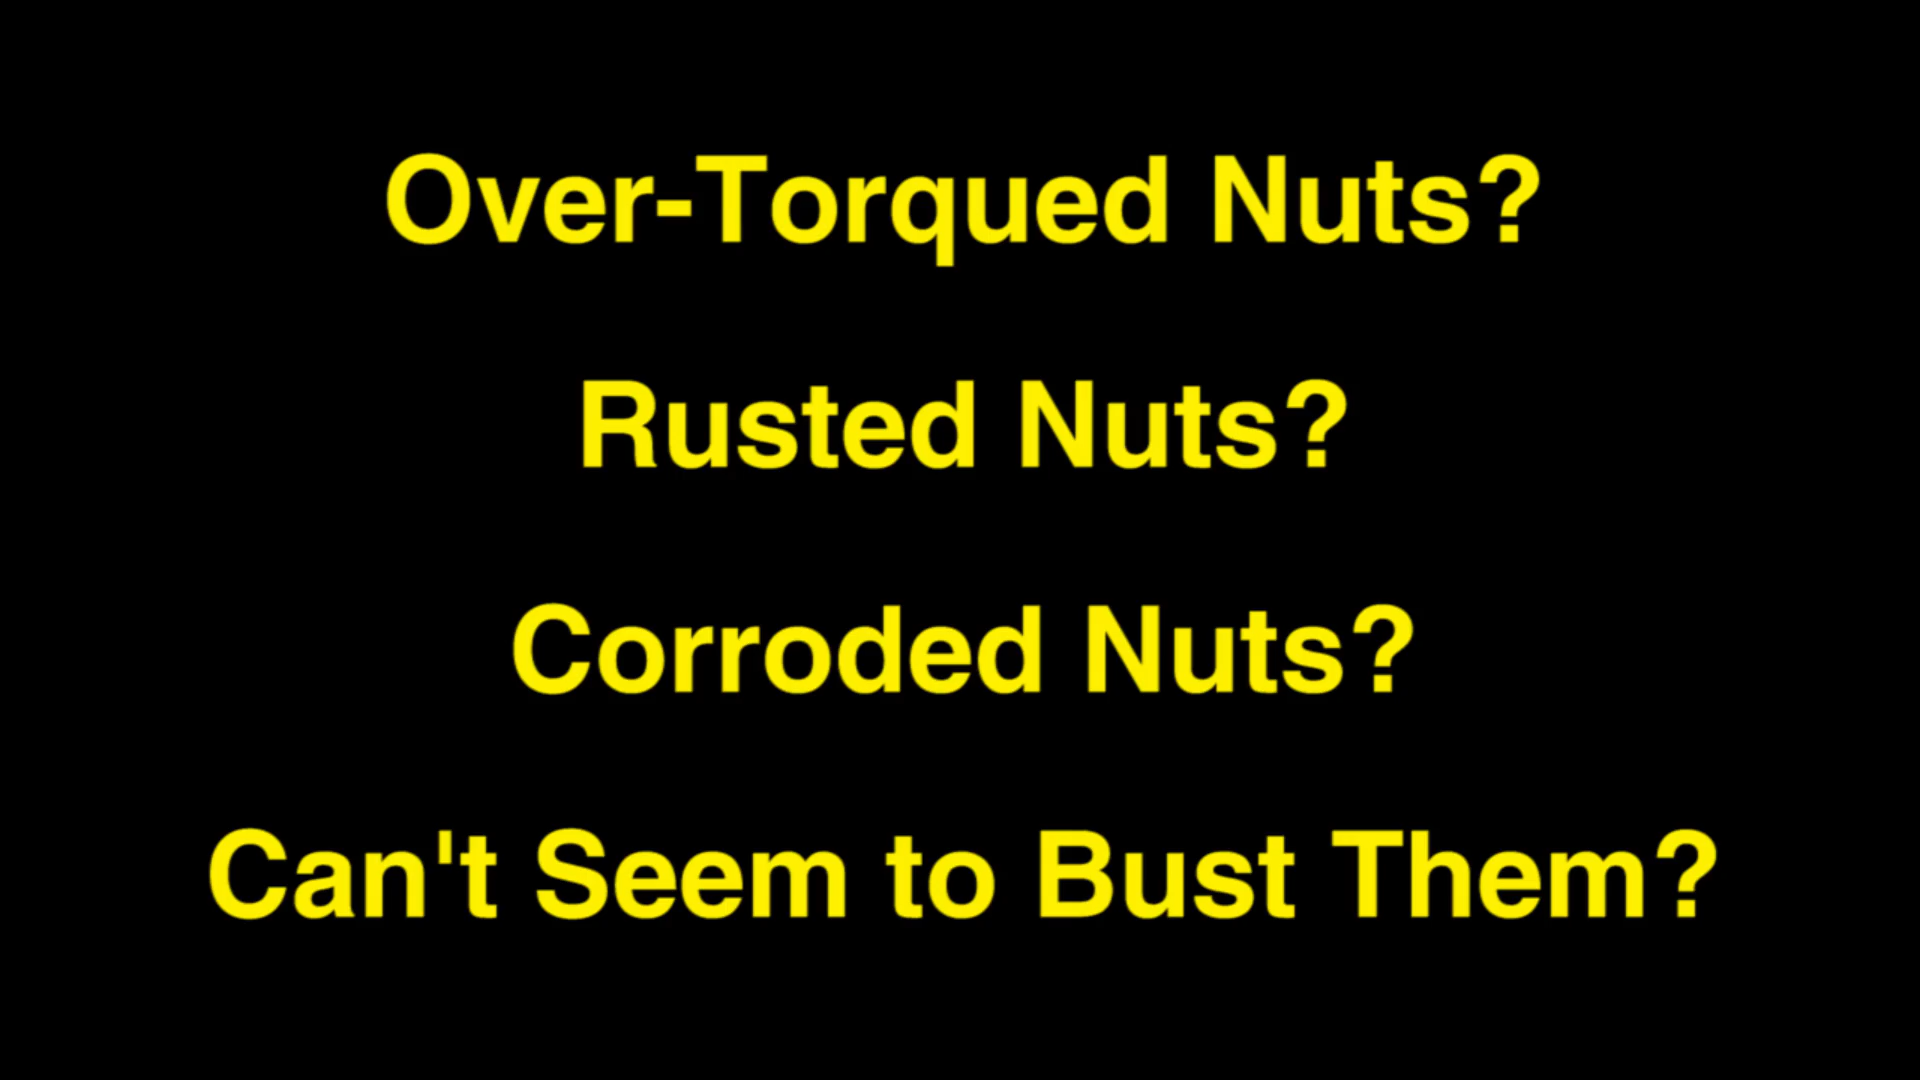 Over-Torqued Nuts?
Rusted Nuts?
Corroded Nuts?
Can't Seem to Bust Them?